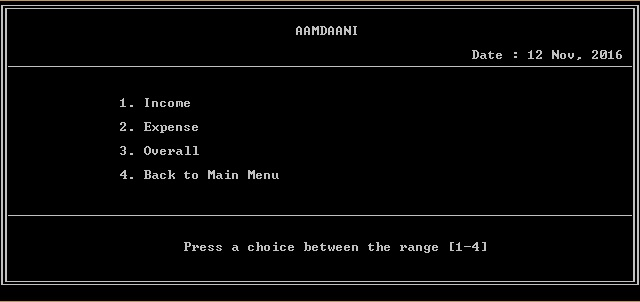 AAMDAANI
Date : 12 Nov, 2016
1. Income
2. Expense
3. Overall
4. Back to Main Menu
Press a choice between the range [1-4]